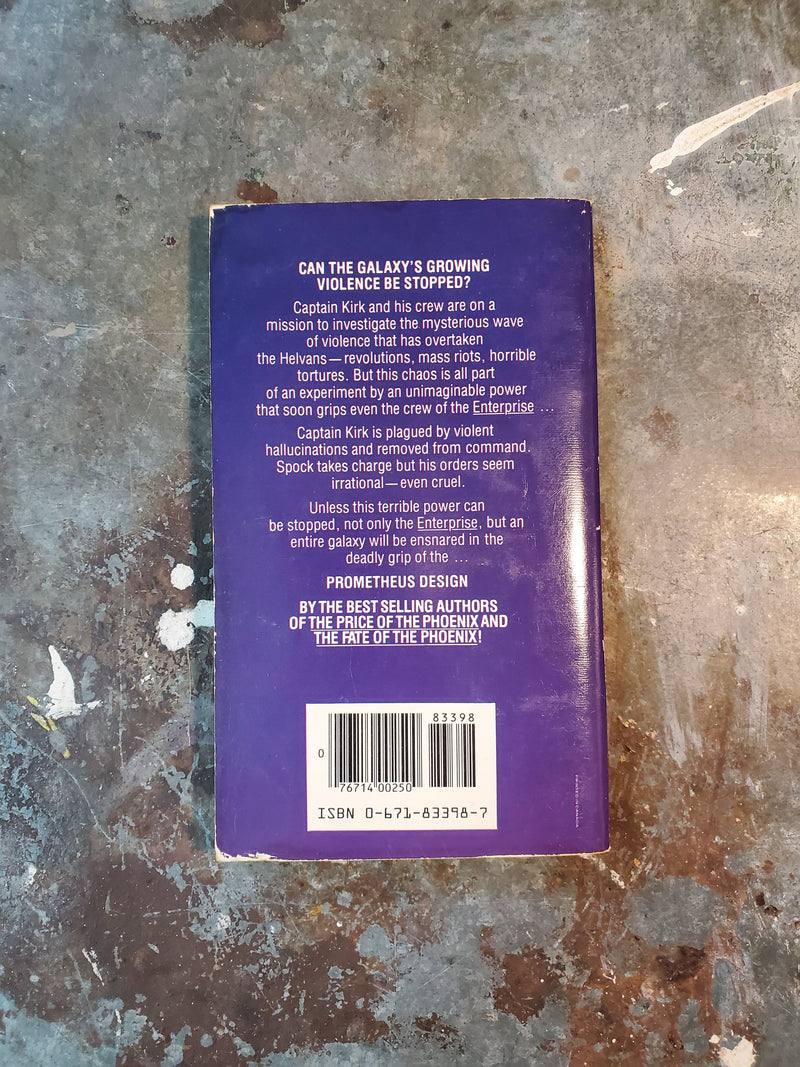 CAN THE GALAXY'S GROWING
VIOLENCE BE STOPPED?
Captain Kirk and his crew are on a
mission to investigate the mysterious wave
of violence that has overtaken
the Helvans—revolutions, mass riots, horrible
tortures. But this chaos is all part
of an experiment by an unimaginable power
that soon grips even the crew of the Enterprise ...
Captain Kirk is plagued by violent
hallucinations and removed from command.
Spock takes charge but his orders seem
irrational—even cruel.
Unless this terrible power can
be stopped, not only the Enterprise, but an
entire galaxy will be ensnared in the
deadly grip of the ...
PROMETHEUS DESIGN
BY THE BEST SELLING AUTHORS
OF THE PRICE OF THE PHOENIX AND
THE FATE OF THE PHOENIX!
83398
0
76714 00250
ISBN 0-671-83398-7
PRINTED IN CANADA